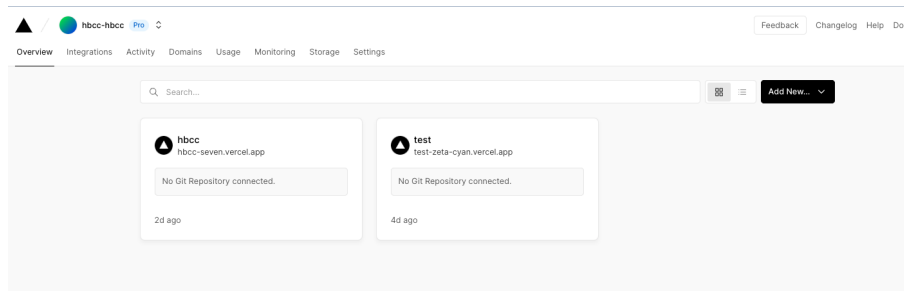 hbcc-hbcc Pro Feedback Changelog Help Do
Overview Integrations Activity Domains Usage Monitoring Storage Settings
Search... Add New...
hbcc
hbcc-seven.vercel.app
No Git Repository connected.
2d ago
test
test-zeta-cyan.vercel.app
No Git Repository connected.
4d ago